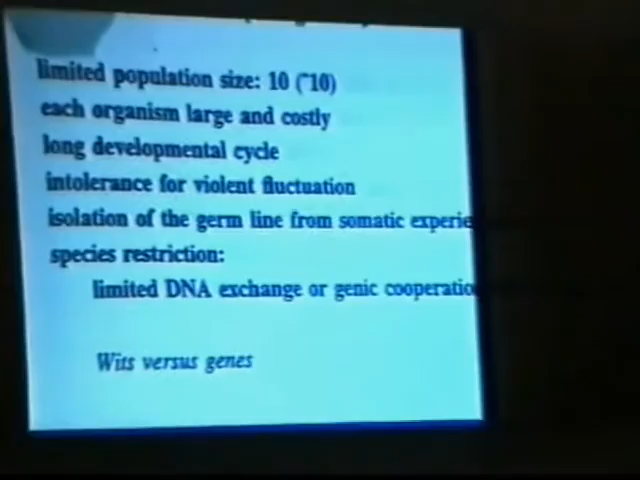 limited population size: 10 (ˆ10)
each organism large and costly
long developmental cycle
intolerance for violent fluctuation
isolation of the germ line from somatic experie
species restriction:
limited DNA exchange or genic cooperatio
Wits versus genes